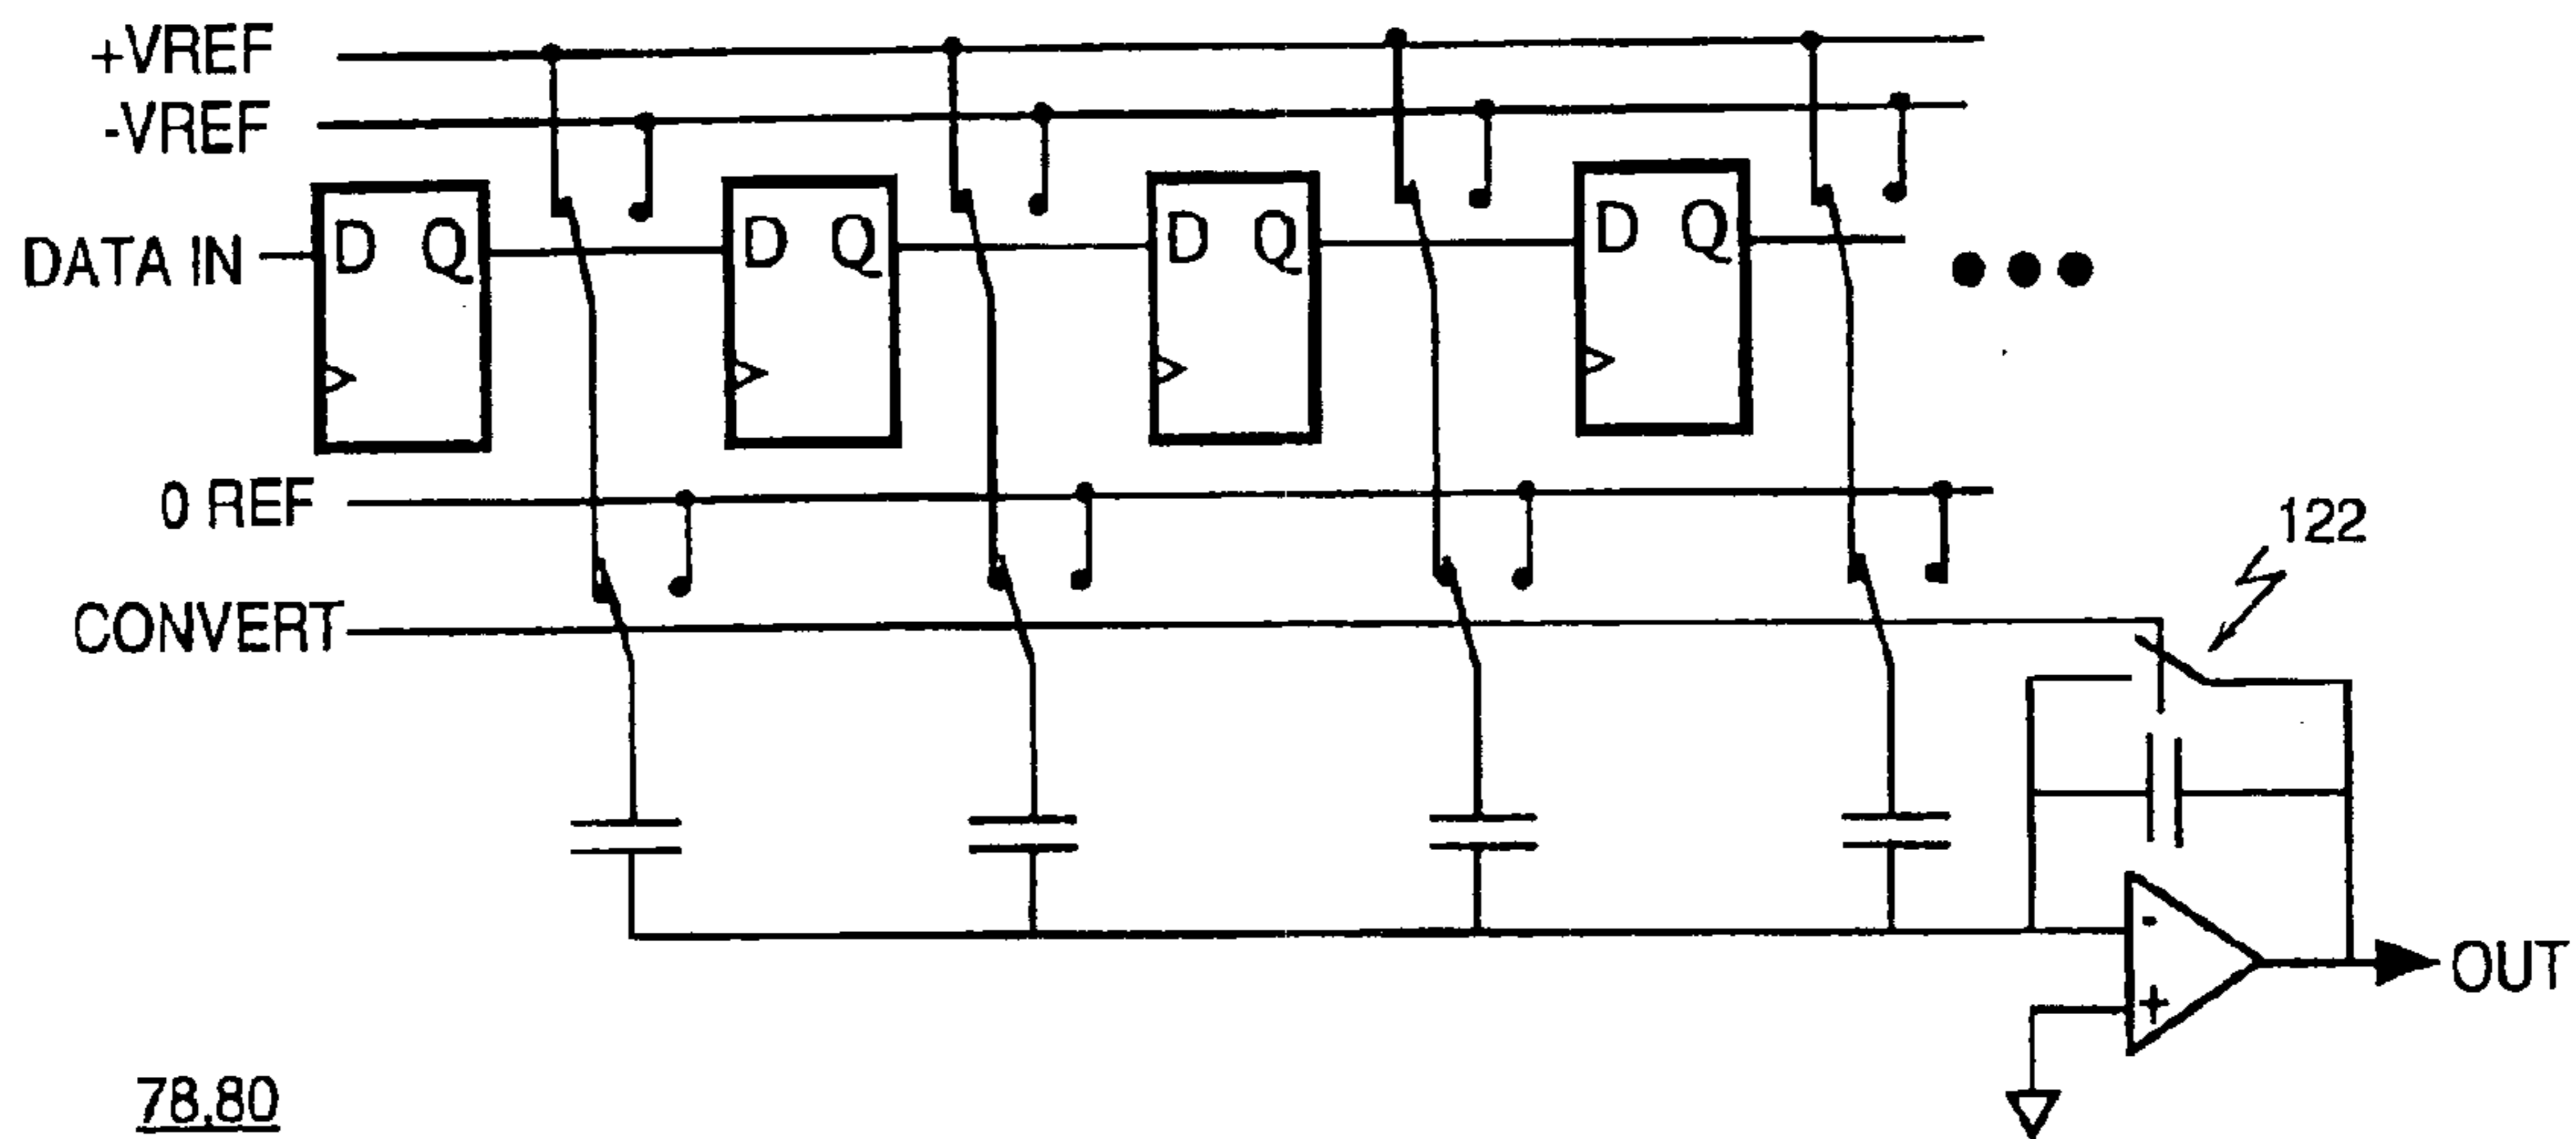 +VREF
-VREF
DATA IN
D Q
D Q
D Q
D Q
0 REF
122
CONVERT
-
+
OUT
78,80